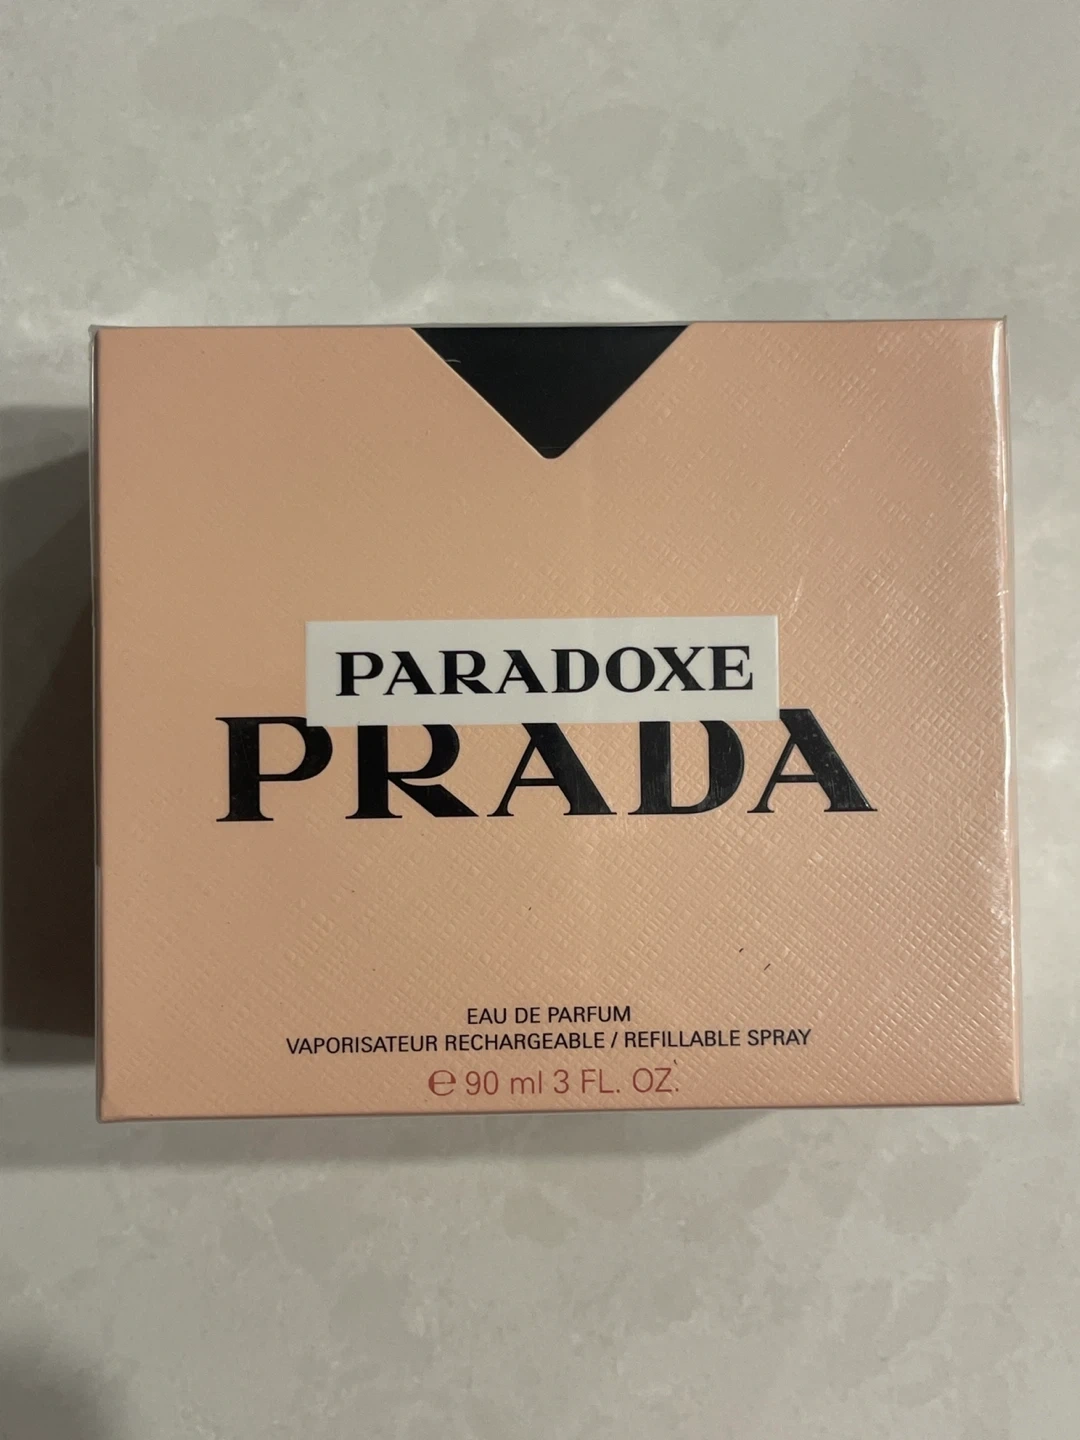 PARADOXE
PRADA
EAU DE PARFUM
VAPORISATEUR RECHARGEABLE / REFILLABLE SPRAY
℮ 90 ml 3 FL. OZ.